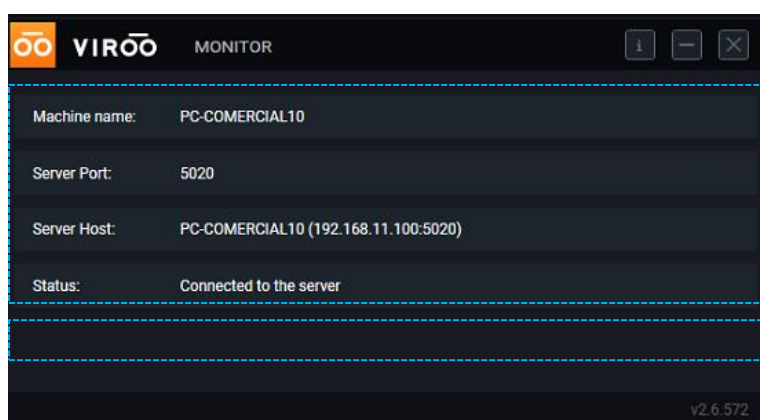 VIROO MONITOR i
Machine name: PC-COMERCIAL10
Server Port: 5020
Server Host: PC-COMERCIAL10 (192.168.11.100:5020)
Status: Connected to the server
v2.6.572